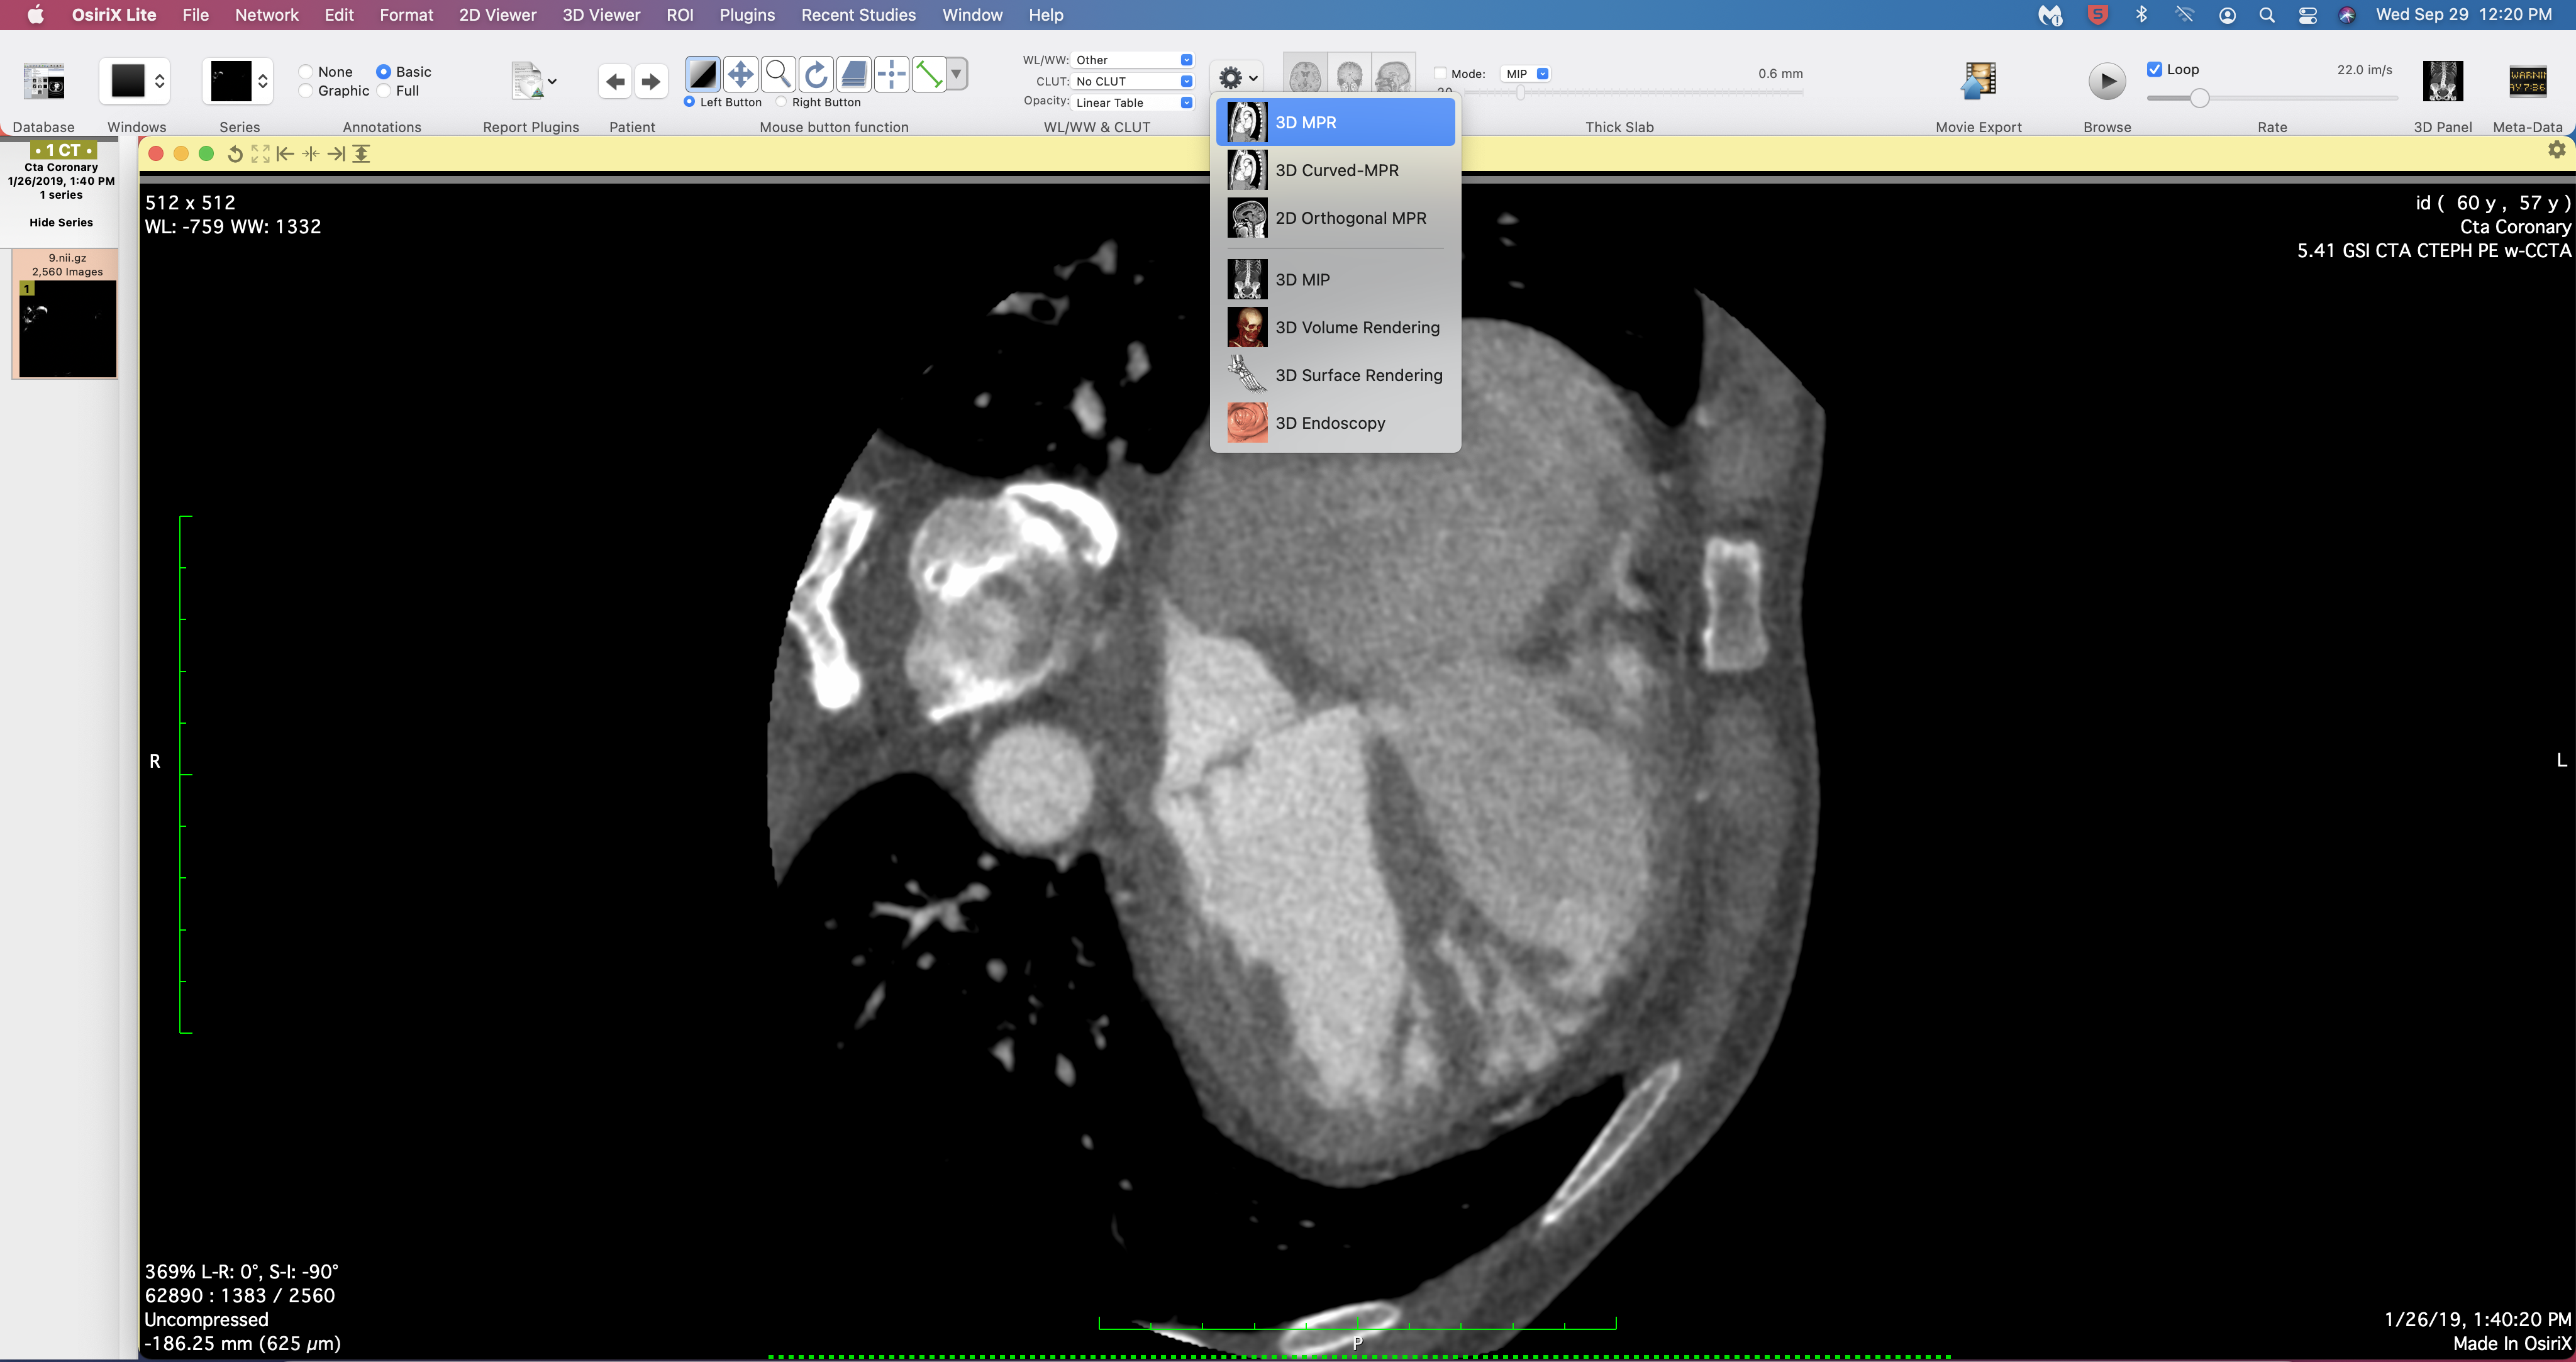 OsiriX Lite File Network Edit Format 2D Viewer 3D Viewer ROI Plugins Recent Studies Window Help Wed Sep 29 12:20 PM
None Basic
Graphic Full
WL/WW: Other
CLUT: No CLUT
Opacity: Linear Table
Left Button Right Button
Mode: MIP 0.6 mm
Loop 22.0 im/s
Database Windows Series Annotations Report Plugins Patient Mouse button function WL/WW & CLUT Thick Slab Movie Export Browse Rate 3D Panel Meta-Data
3D MPR
3D Curved-MPR
2D Orthogonal MPR
3D MIP
3D Volume Rendering
3D Surface Rendering
3D Endoscopy
• 1 CT •
Cta Coronary
1/26/2019, 1:40 PM
1 series
Hide Series
9.nii.gz
2,560 Images
1
512 x 512
WL: -759 WW: 1332
id ( 60 y , 57 y )
Cta Coronary
5.41 GSI CTA CTEPH PE w-CCTA
R
L
369% L-R: 0°, S-I: -90°
62890 : 1383 / 2560
Uncompressed
-186.25 mm (625 µm)
P
1/26/19, 1:40:20 PM
Made In OsiriX